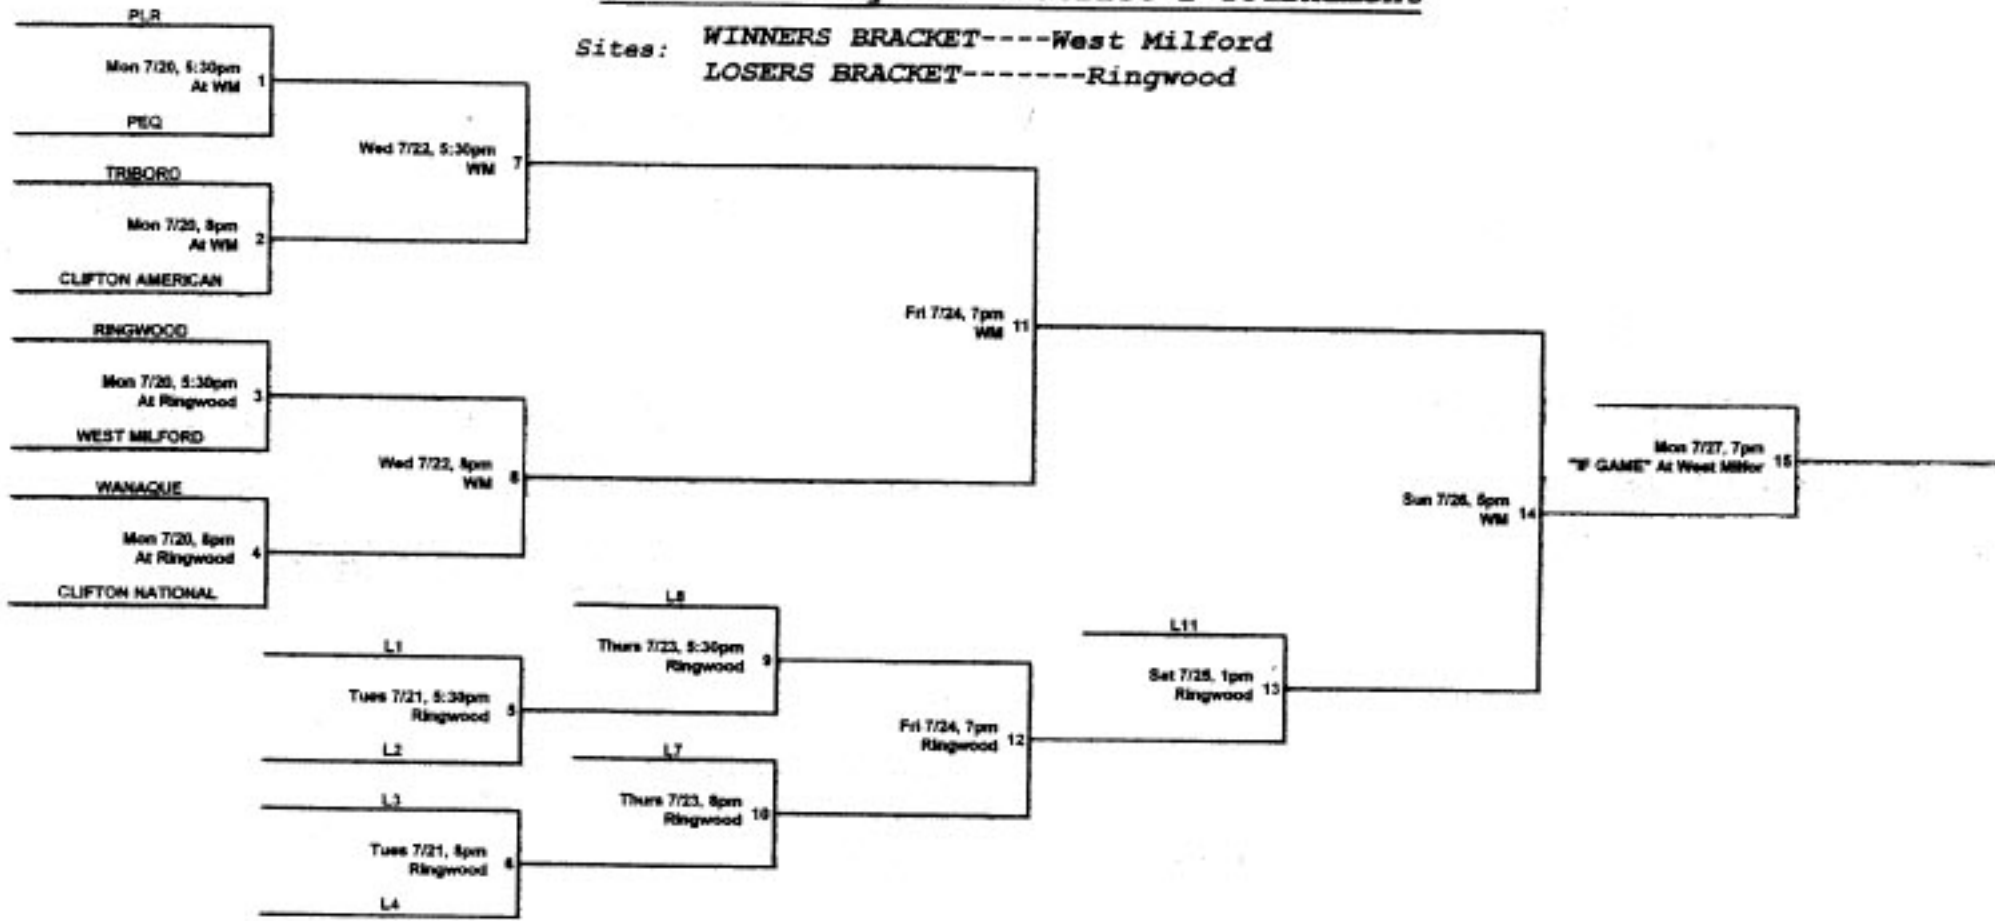 Sites: WINNERS BRACKET----West Milford
LOSERS BRACKET-------Ringwood
PLR
Mon 7/20, 5:30pm
At WM 1
PEQ
TRIBORO
Mon 7/20, 8pm
At WM 2
CLIFTON AMERICAN
RINGWOOD
Mon 7/20, 5:30pm
At Ringwood 3
WEST MILFORD
WANAQUE
Mon 7/20, 8pm
At Ringwood 4
CLIFTON NATIONAL
Wed 7/22, 5:30pm
WM 7
Wed 7/22, 8pm
WM 8
Fri 7/24, 7pm
WM 11
L1
Tues 7/21, 5:30pm
Ringwood 5
L2
L3
Tues 7/21, 8pm
Ringwood 6
L4
L8
Thurs 7/23, 5:30pm
Ringwood 9
L7
Thurs 7/23, 8pm
Ringwood 10
Fri 7/24, 7pm
Ringwood 12
L11
Sat 7/25, 1pm
Ringwood 13
Sun 7/26, 5pm
WM 14
Mon 7/27, 7pm
"IF GAME" At West Milfor 15